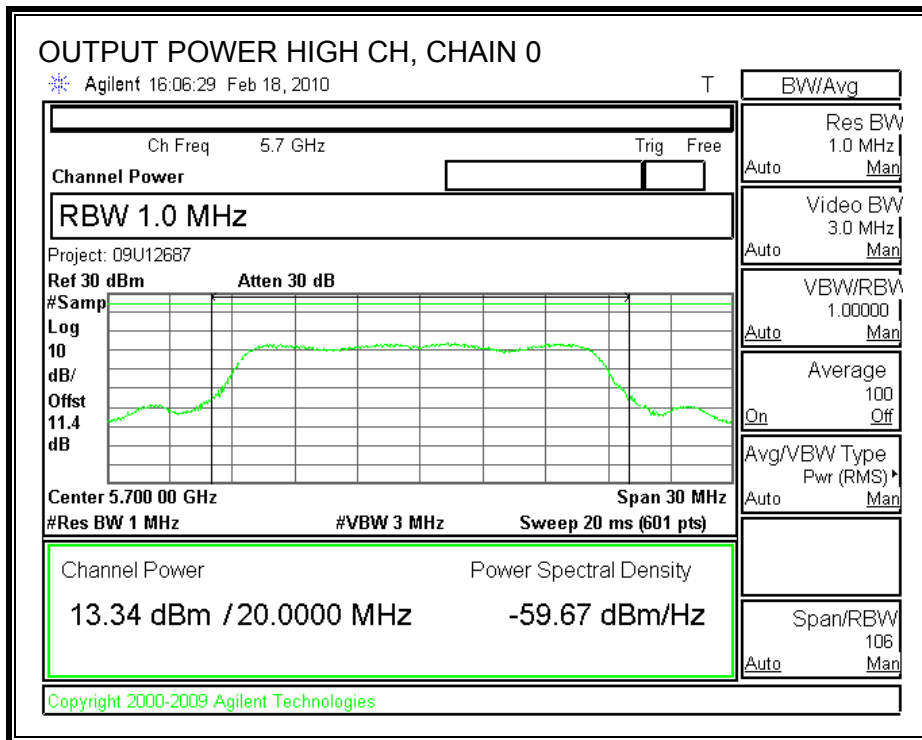 OUTPUT POWER HIGH CH, CHAIN 0
Agilent 16:06:29 Feb 18, 2010 T
Ch Freq 5.7 GHz Trig Free
Channel Power
RBW 1.0 MHz
Project: 09U12687
Ref 30 dBm Atten 30 dB
#Samp
Log
10
dB/
Offst
11.4
dB
Center 5.700 00 GHz Span 30 MHz
#Res BW 1 MHz #VBW 3 MHz Sweep 20 ms (601 pts)
Channel Power Power Spectral Density
13.34 dBm / 20.0000 MHz -59.67 dBm/Hz
Copyright 2000-2009 Agilent Technologies
BW/Avg
Res BW
1.0 MHz
Auto Man
Video BW
3.0 MHz
Auto Man
VBW/RBW
1.00000
Auto Man
Average
100
On Off
Avg/VBW Type
Pwr (RMS)
Auto Man
Span/RBW
106
Auto Man